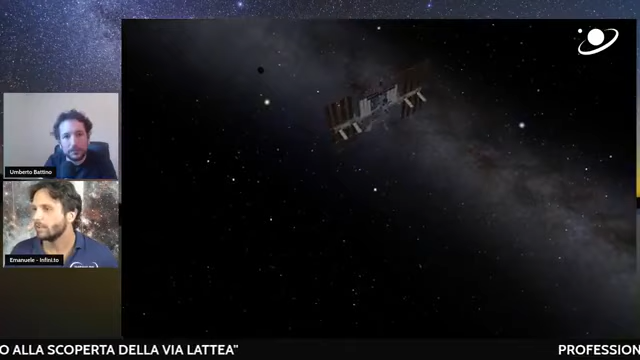 Umberto Battino
Emanuele - Infini.to
O ALLA SCOPERTA DELLA VIA LATTEA"
PROFESSION